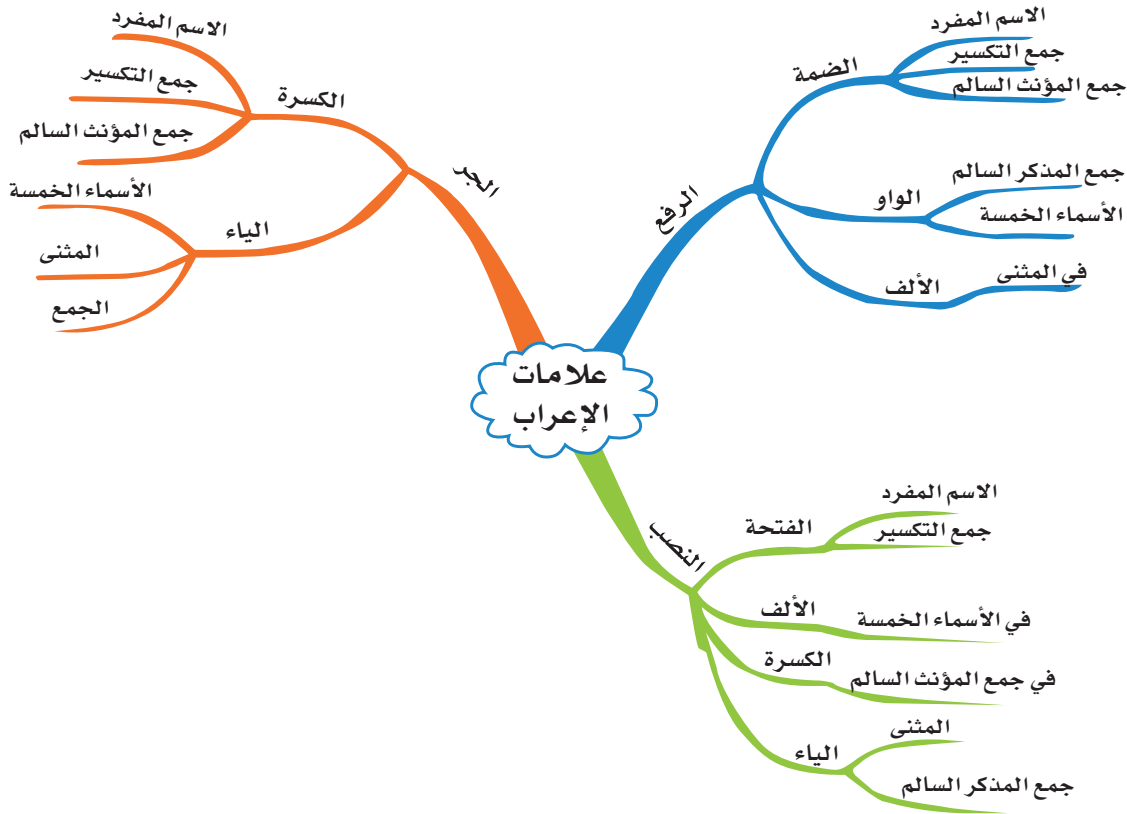 علامات
الإعراب
الرفع
الضمة
الاسم المفرد
جمع التكسير
جمع المؤنث السالم
الواو
جمع المذكر السالم
الأسماء الخمسة
الألف
في المثنى
النصب
الفتحة
الاسم المفرد
جمع التكسير
الألف
في الأسماء الخمسة
الكسرة
في جمع المؤنث السالم
الياء
المثنى
جمع المذكر السالم
الجر
الكسرة
الاسم المفرد
جمع التكسير
جمع المؤنث السالم
الياء
الأسماء الخمسة
المثنى
الجمع